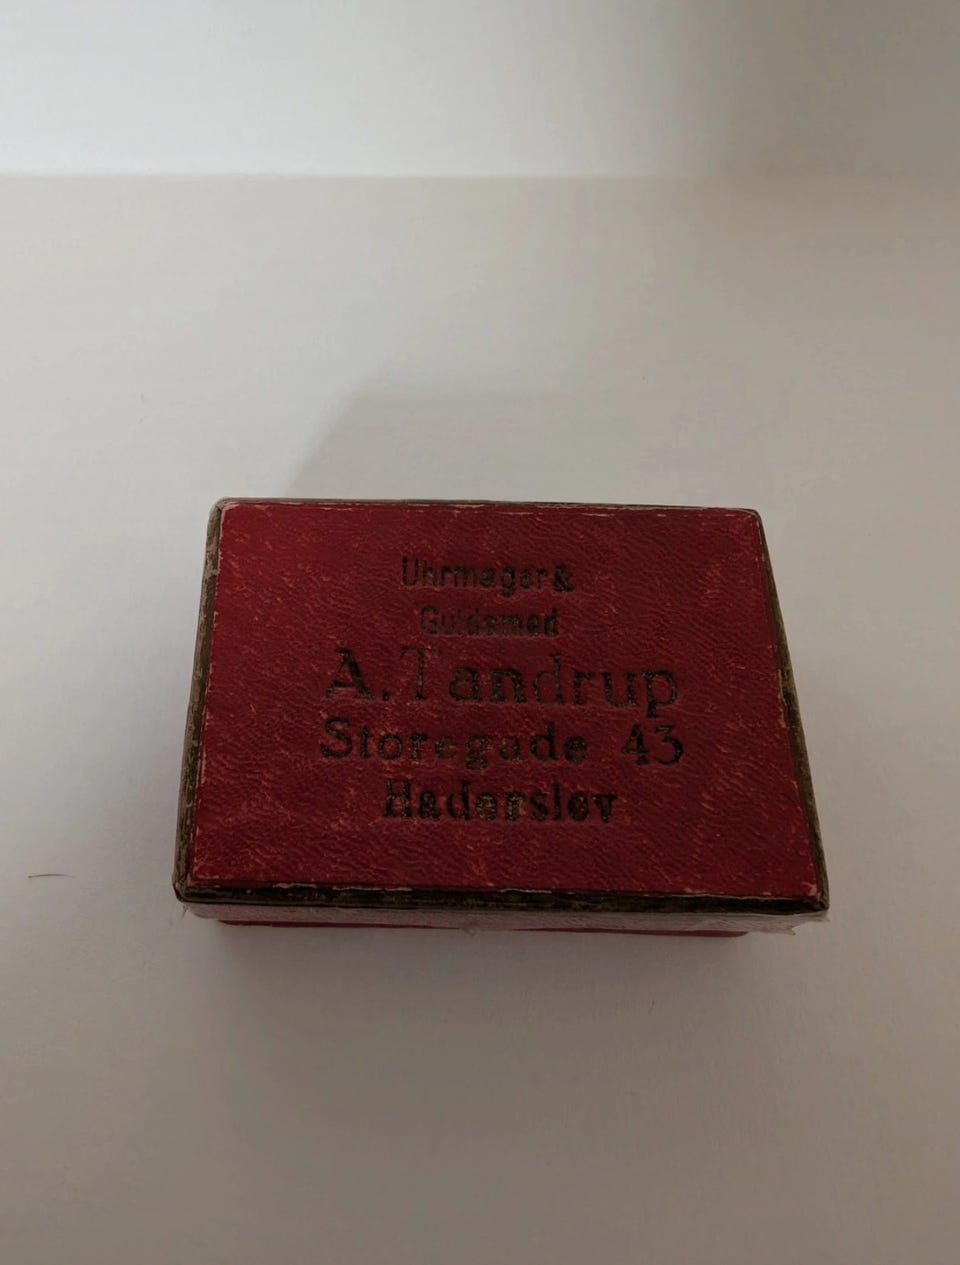 Uhrmager &
Guldsmed
A. Tandrup
Storegade 43
Haderslev